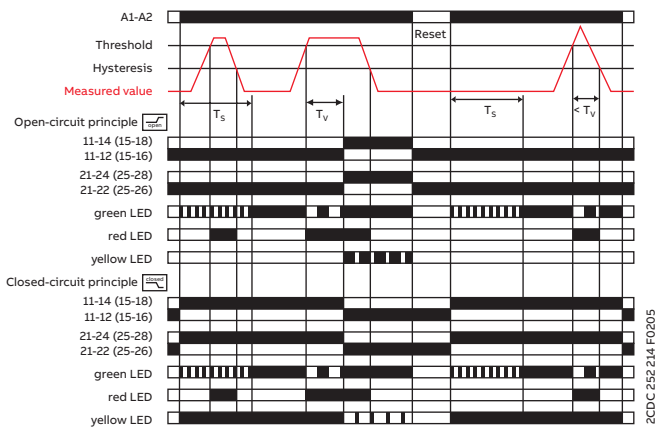 A1-A2
Reset
Threshold
Hysteresis
Measured value
TS
TV
TS
< TV
Open-circuit principle open
11-14 (15-18)
11-12 (15-16)
21-24 (25-28)
21-22 (25-26)
green LED
red LED
yellow LED
Closed-circuit principle closed
11-14 (15-18)
11-12 (15-16)
21-24 (25-28)
21-22 (25-26)
green LED
red LED
yellow LED
2CDC 252 214 F0205